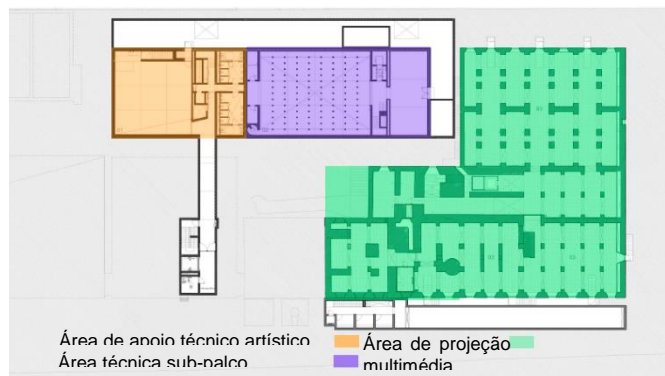 Área de apoio técnico artístico
Área técnica sub-palco
Área de projeção
multimédia